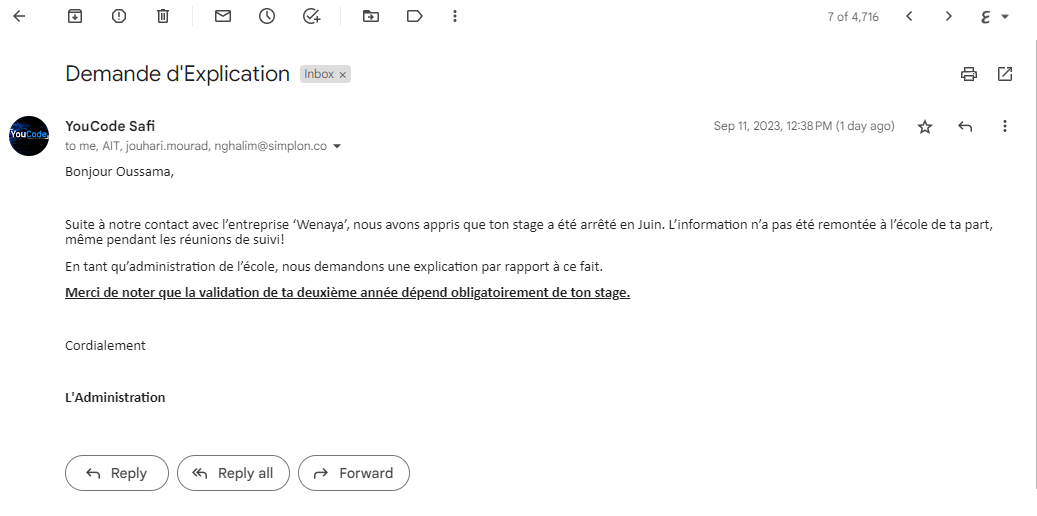 7 of 4,716
Demande d'Explication Inbox ×
YouCode
YouCode Safi
Sep 11, 2023, 12:38 PM (1 day ago)
to me, AIT, jouhari.mourad, nghalim@simplon.co
Bonjour Oussama,
Suite à notre contact avec l’entreprise ‘Wenaya’, nous avons appris que ton stage a été arrêté en Juin. L’information n’a pas été remontée à l’école de ta part,
même pendant les réunions de suivi!
En tant qu’administration de l’école, nous demandons une explication par rapport à ce fait.
Merci de noter que la validation de ta deuxième année dépend obligatoirement de ton stage.
Cordialement
L'Administration
Reply Reply all Forward